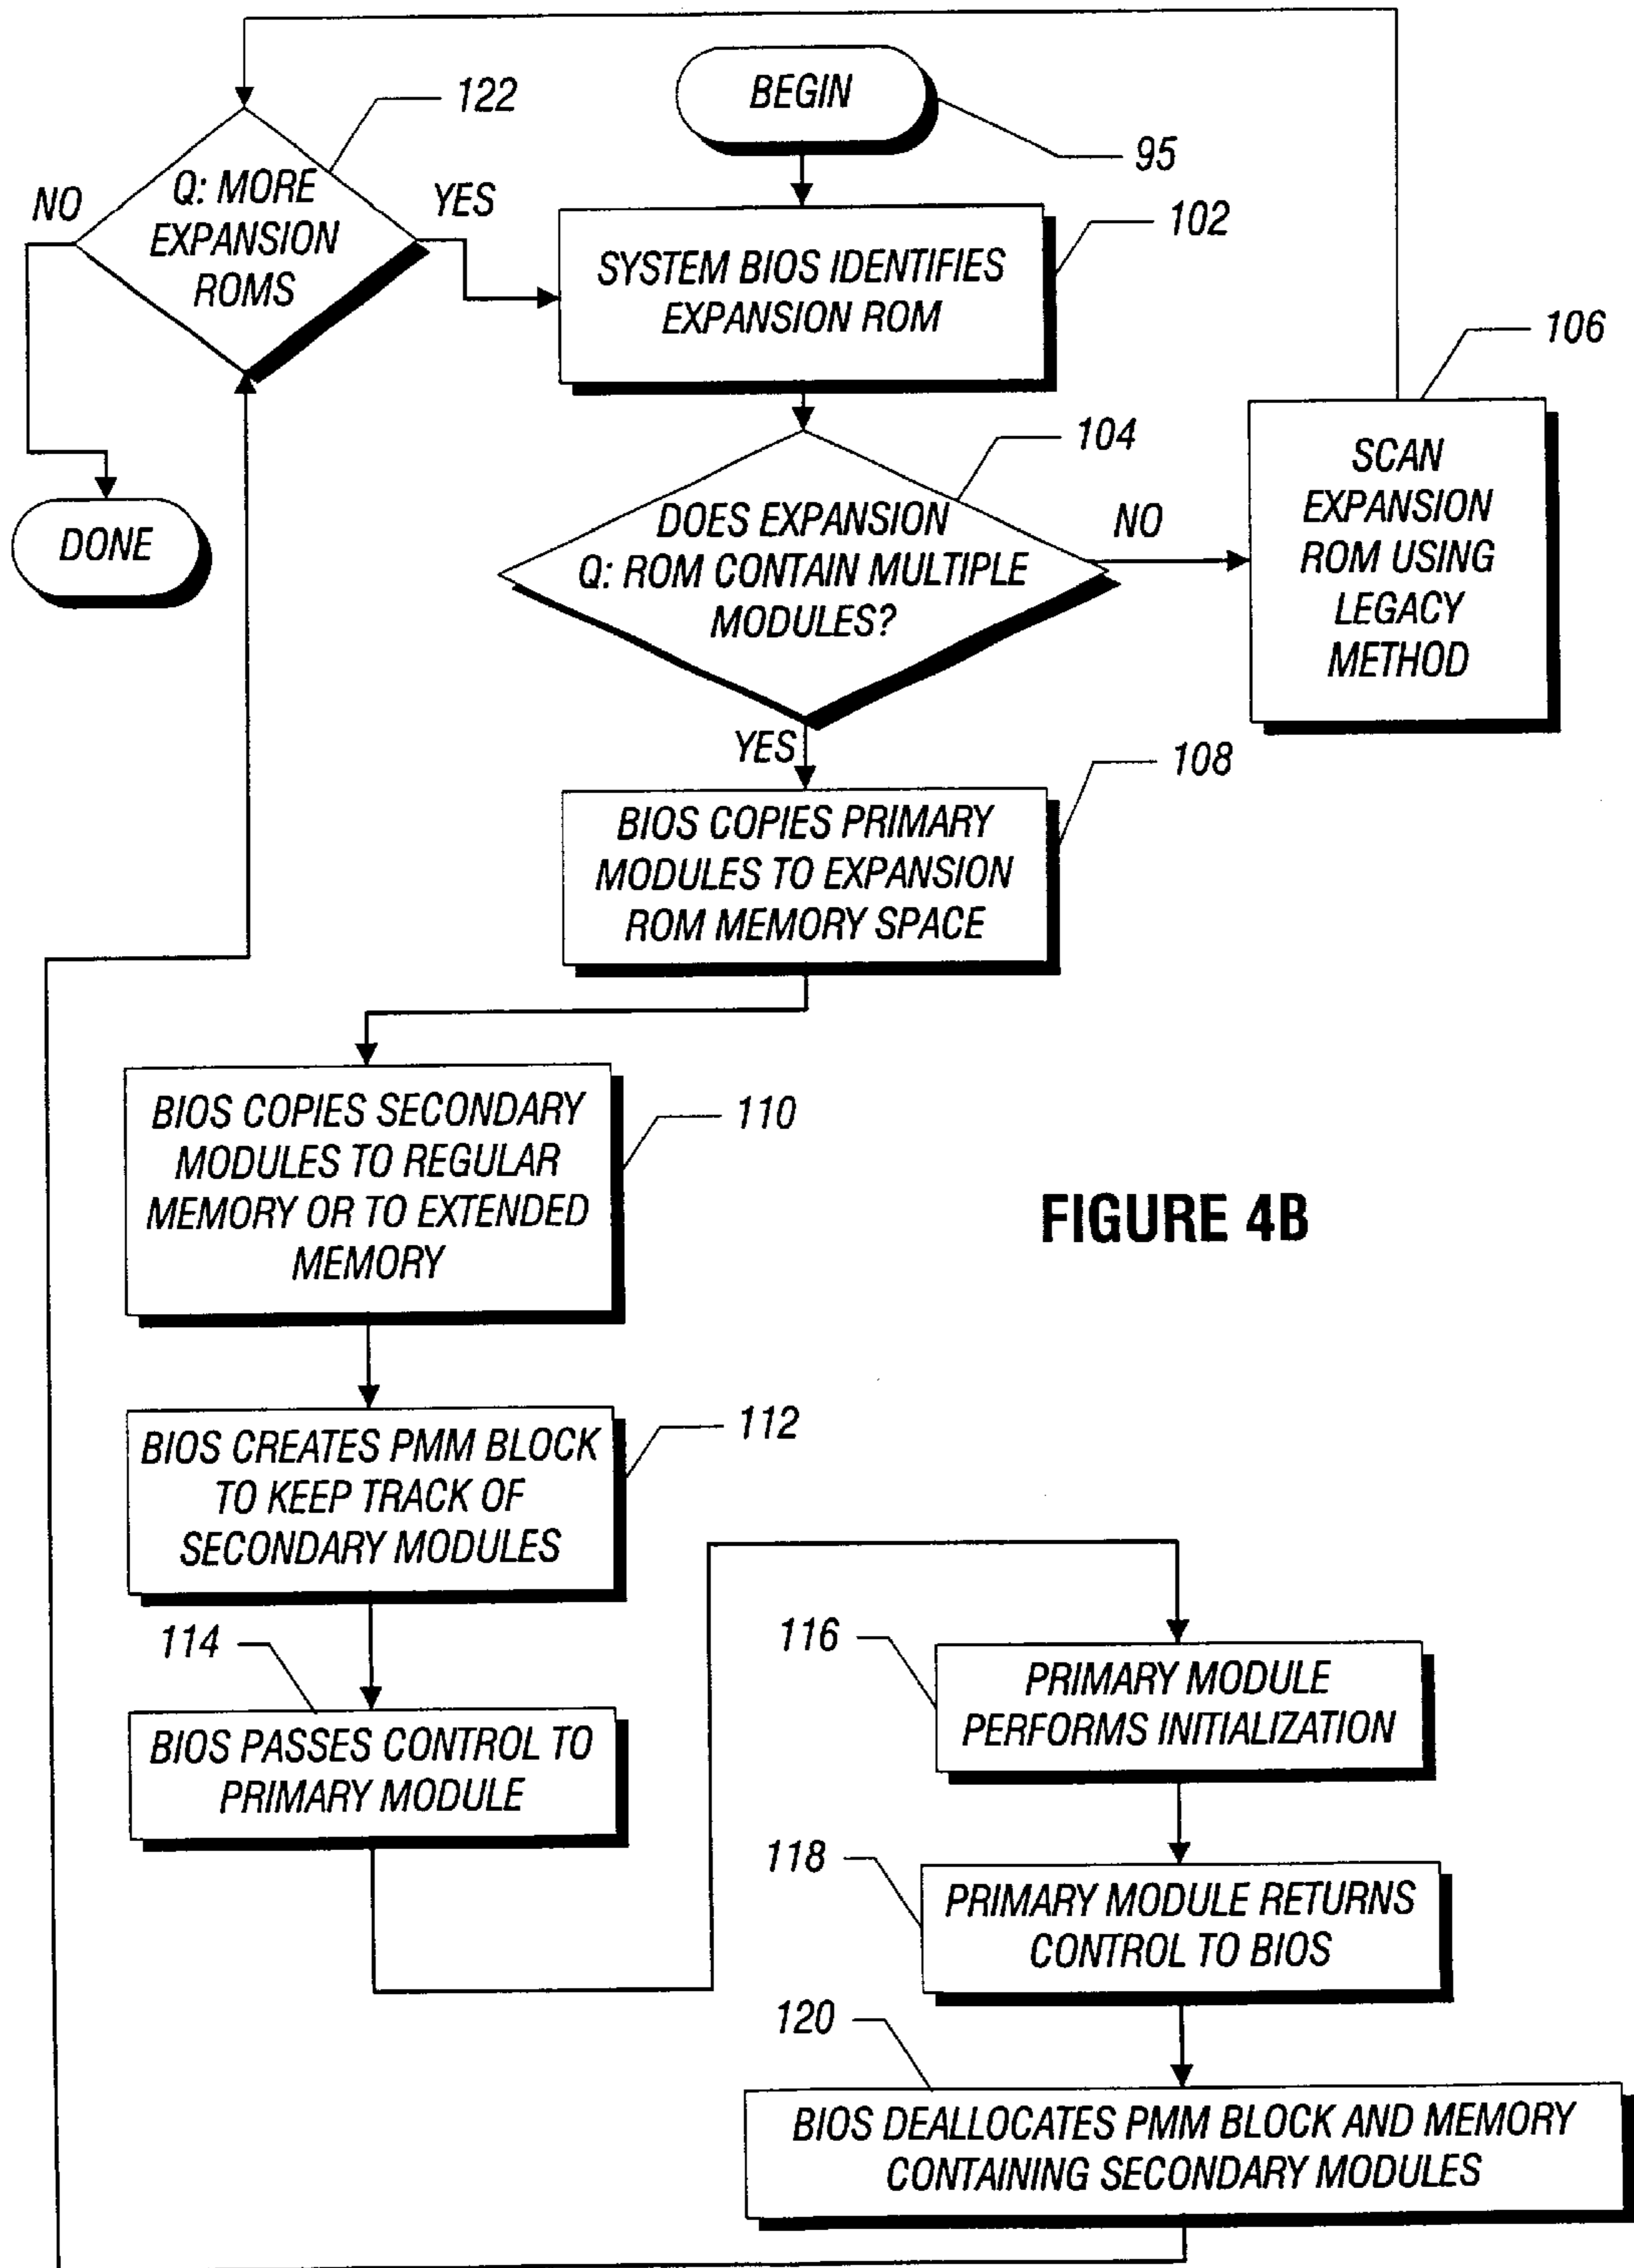 BEGIN
95
122
Q: MORE
EXPANSION
ROMS
NO
YES
DONE
102
SYSTEM BIOS IDENTIFIES
EXPANSION ROM
104
DOES EXPANSION
Q: ROM CONTAIN MULTIPLE
MODULES?
NO
YES
106
SCAN
EXPANSION
ROM USING
LEGACY
METHOD
108
BIOS COPIES PRIMARY
MODULES TO EXPANSION
ROM MEMORY SPACE
110
BIOS COPIES SECONDARY
MODULES TO REGULAR
MEMORY OR TO EXTENDED
MEMORY
FIGURE 4B
112
BIOS CREATES PMM BLOCK
TO KEEP TRACK OF
SECONDARY MODULES
114
BIOS PASSES CONTROL TO
PRIMARY MODULE
116
PRIMARY MODULE
PERFORMS INITIALIZATION
118
PRIMARY MODULE RETURNS
CONTROL TO BIOS
120
BIOS DEALLOCATES PMM BLOCK AND MEMORY
CONTAINING SECONDARY MODULES